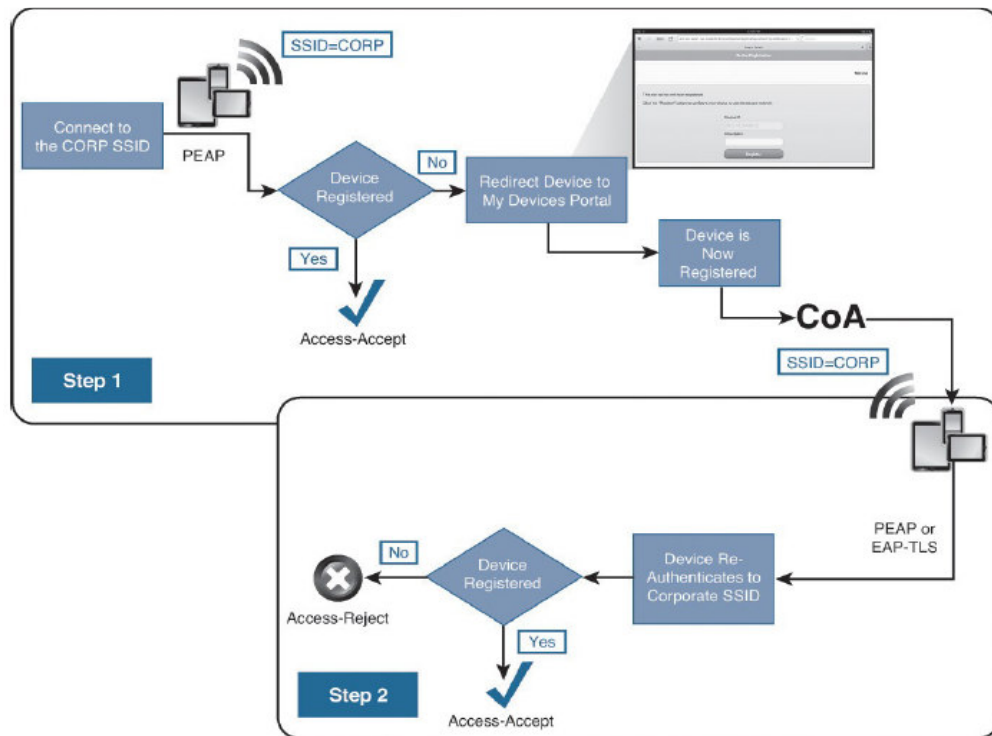 SSID=CORP
Connect to
the CORP SSID
PEAP
Device
Registered
No
Redirect Device to
My Devices Portal
Yes
Access-Accept
Device is
Now
Registered
CoA
Step 1
SSID=CORP
PEAP or
EAP-TLS
Device Re-
Authenticates to
Corporate SSID
Device
Registered
No
Access-Reject
Yes
Access-Accept
Step 2